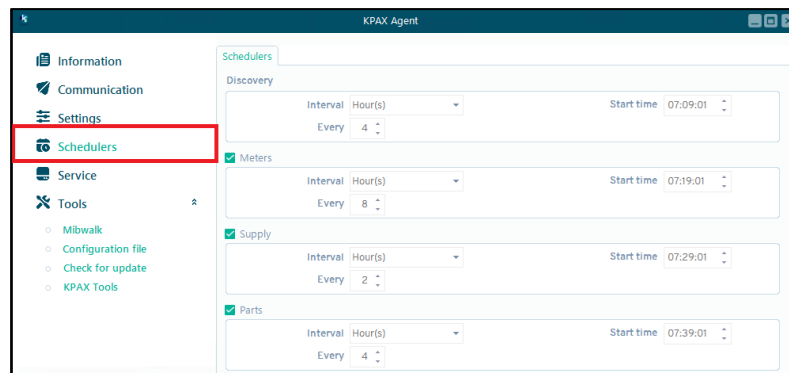 KPAX Agent
Information
Communication
Settings
Schedulers
Service
Tools
Mibwalk
Configuration file
Check for update
KPAX Tools
Schedulers
Discovery
Interval Hour(s) Start time 07:09:01
Every 4
Meters
Interval Hour(s) Start time 07:19:01
Every 8
Supply
Interval Hour(s) Start time 07:29:01
Every 2
Parts
Interval Hour(s) Start time 07:39:01
Every 4